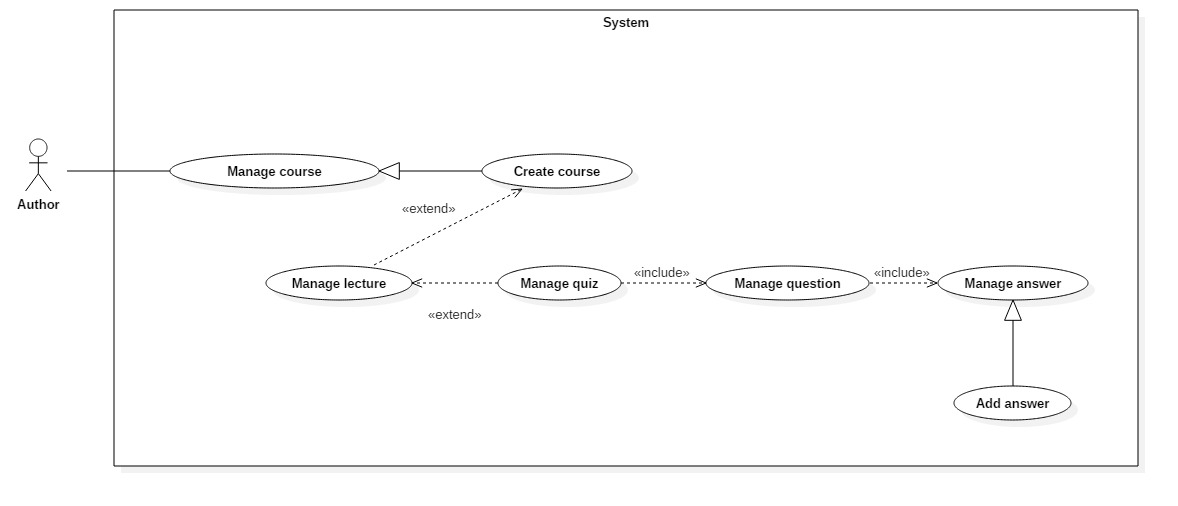 System
Manage course
Create course
Author
«extend»
Manage lecture
Manage quiz
«include»
Manage question
«include»
Manage answer
«extend»
Add answer